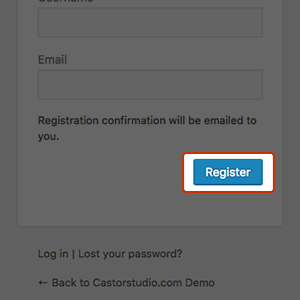 Username
Email
Registration confirmation will be emailed to
you.
Register
Log in | Lost your password?
← Back to Castorstudio.com Demo